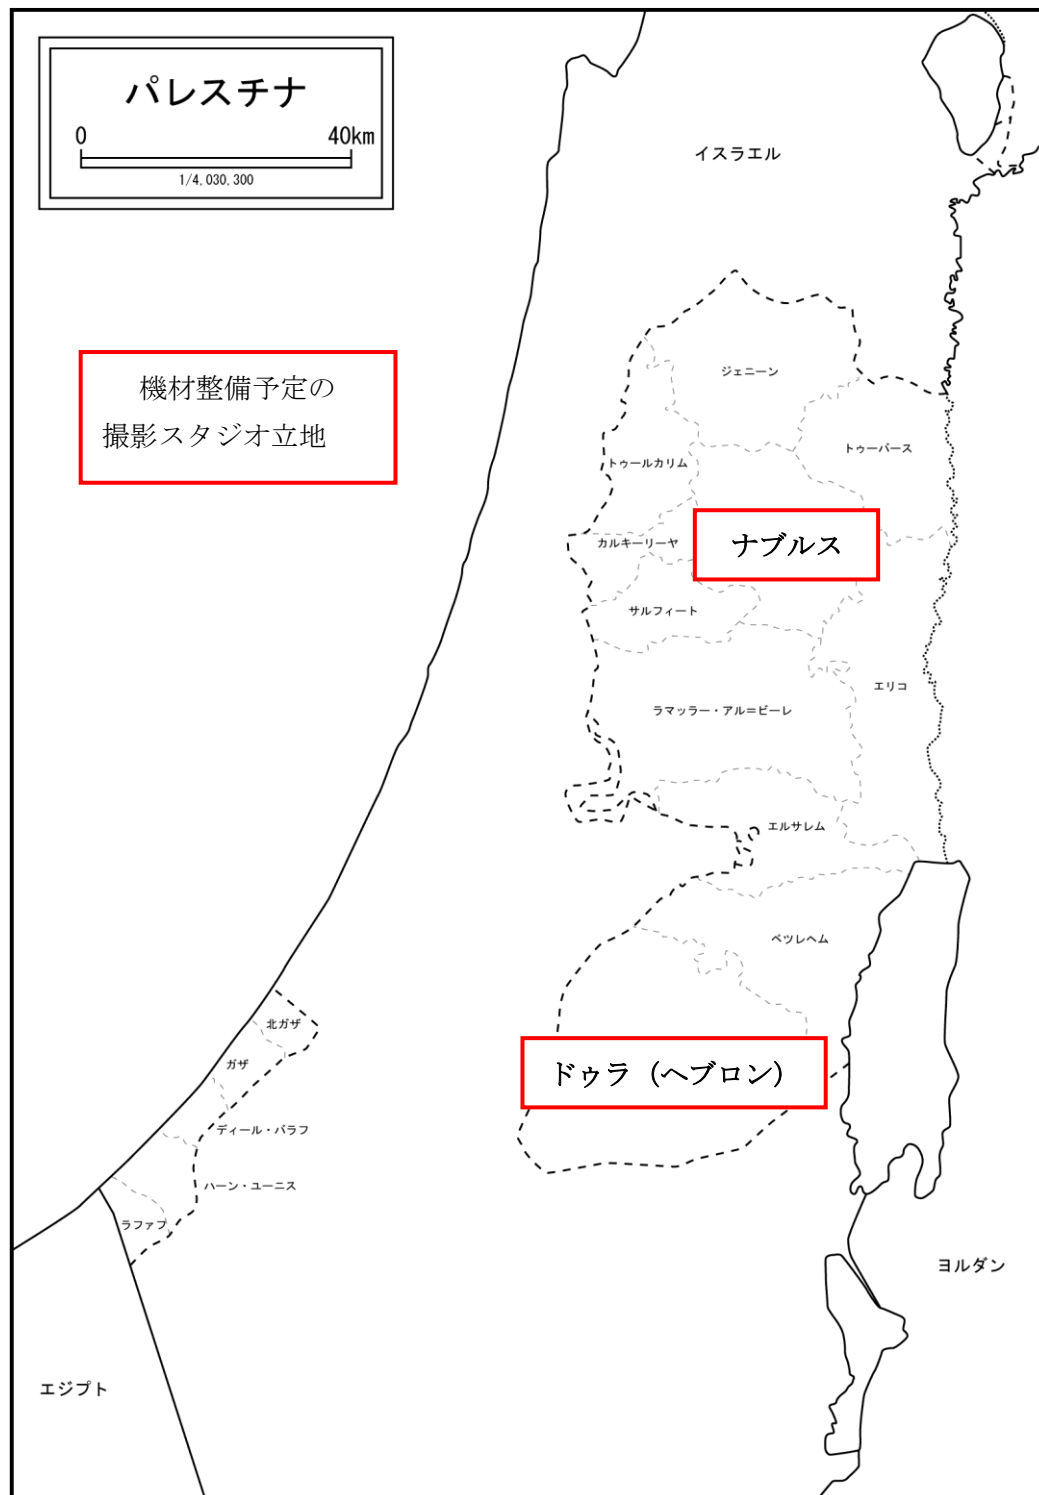 パレスチナ
0 40km
1/4,030,300
イスラエル
機材整備予定の
撮影スタジオ立地
ジェニーン
トゥーバース
トゥールカリム
カルキーリーヤ
ナブルス
サルフィート
エリコ
ラマッラー・アル＝ビーレ
エルサレム
ベツレヘム
北ガザ
ガザ
ドゥラ（ヘブロン）
ディール・バラフ
ハーン・ユーニス
ラファフ
ヨルダン
エジプト